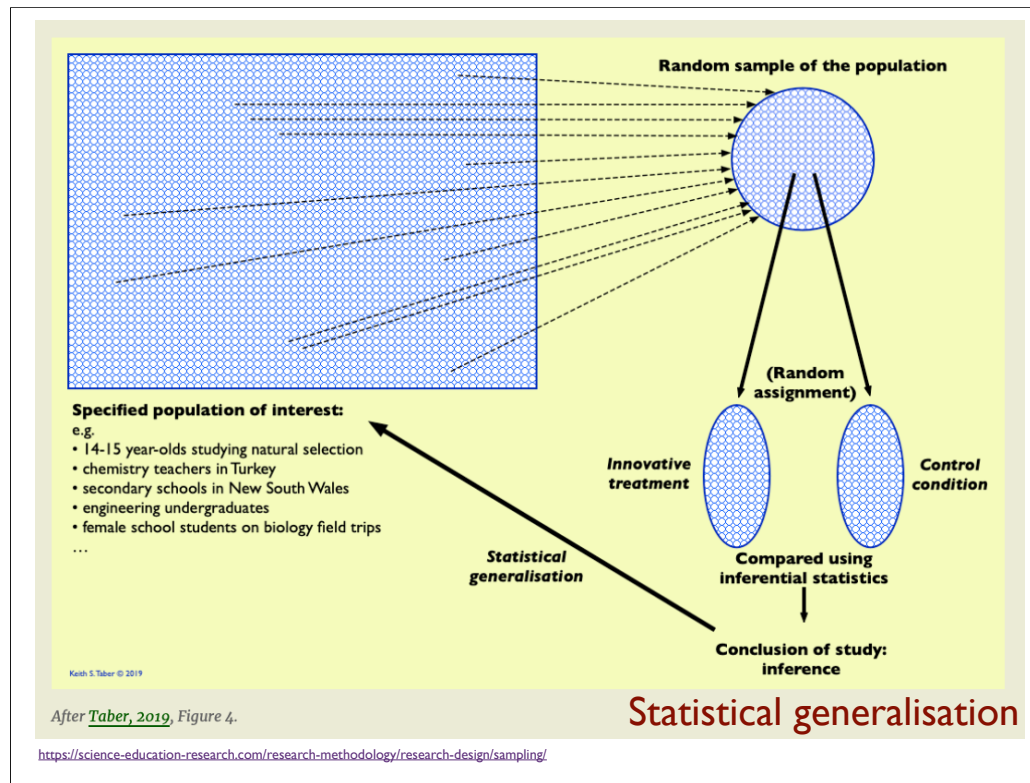 Random sample of the population
(Random
assignment)
Specified population of interest:
e.g.
• 14-15 year-olds studying natural selection
• chemistry teachers in Turkey
• secondary schools in New South Wales
• engineering undergraduates
• female school students on biology field trips
…
Innovative
treatment
Control
condition
Statistical
generalisation
Compared using
inferential statistics
Conclusion of study:
inference
Keith S. Taber © 2019
After Taber, 2019, Figure 4.
Statistical generalisation
https://science-education-research.com/research-methodology/research-design/sampling/